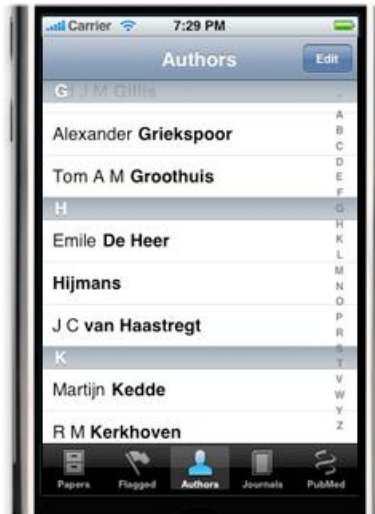 Carrier 7:29 PM
Authors Edit
G J M Gillis
Alexander Griekspoor
Tom A M Groothuis
H
Emile De Heer
Hijmans
J C van Haastregt
K
Martijn Kedde
R M Kerkhoven
A
B
C
D
E
F
G
H
K
L
M
N
O
P
R
S
T
V
W
Y
Z
Papers Flagged Authors Journals PubMed